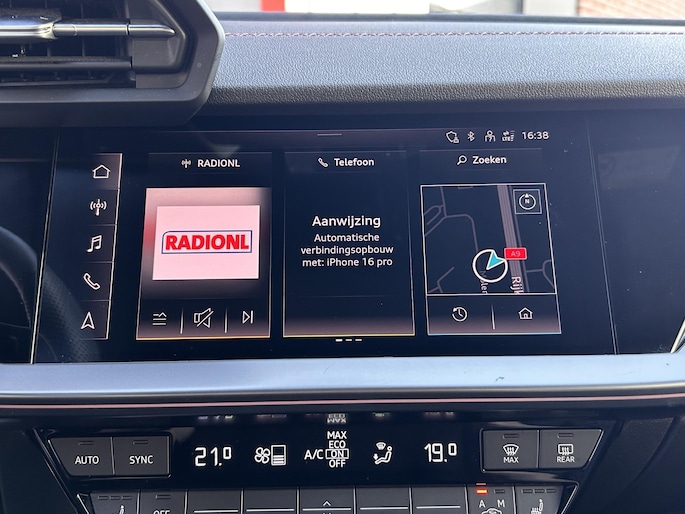 16:38
RADIONL
Telefoon
Zoeken
RADIONL
Aanwijzing
Automatische
verbindingsopbouw
met: iPhone 16 pro
N
A9
Rijk
MAX
ECO
AUTO
SYNC
21.0
A/C ON
OFF
19.0
MAX
REAR
A M